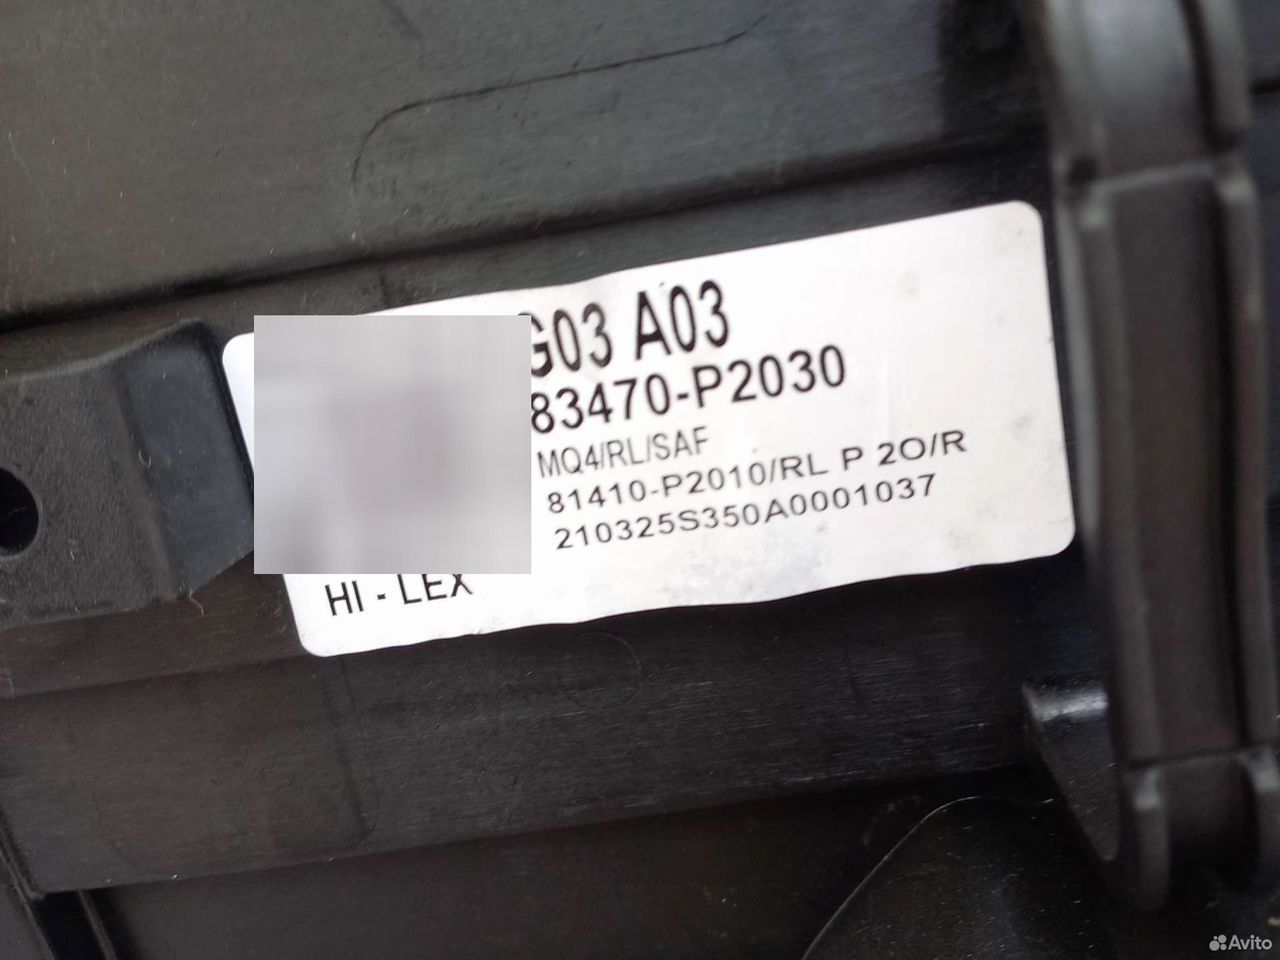 G03 A03
83470-P2030
MQ4/RL/SAF
81410-P2010/RL P 2O/R
210325S350A0001037
HI - LEX
Avito